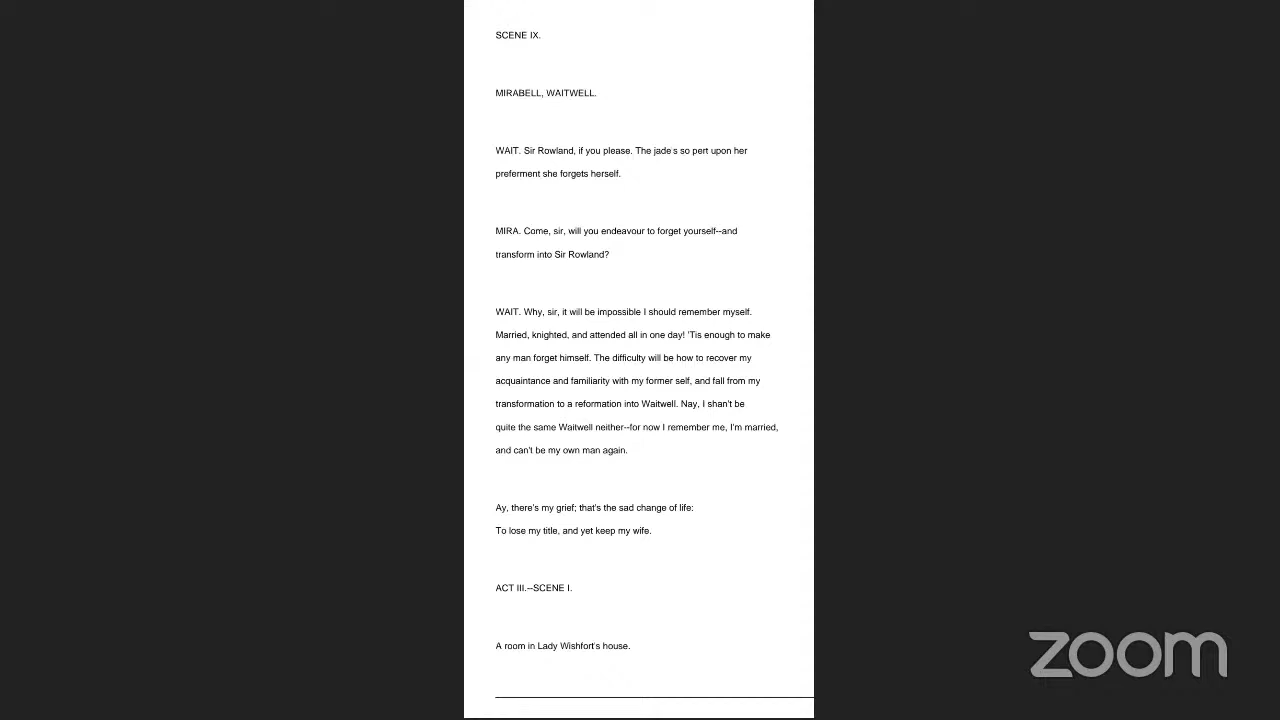 SCENE IX.
MIRABELL, WAITWELL.
WAIT. Sir Rowland, if you please. The jade's so pert upon her
preferment she forgets herself.
MIRA. Come, sir, will you endeavour to forget yourself--and
transform into Sir Rowland?
WAIT. Why, sir, it will be impossible I should remember myself.
Married, knighted, and attended all in one day! 'Tis enough to make
any man forget himself. The difficulty will be how to recover my
acquaintance and familiarity with my former self, and fall from my
transformation to a reformation into Waitwell. Nay, I shan't be
quite the same Waitwell neither--for now I remember me, I'm married,
and can't be my own man again.
Ay, there's my grief; that's the sad change of life:
To lose my title, and yet keep my wife.
ACT III.--SCENE I.
A room in Lady Wishfort's house.
zoom